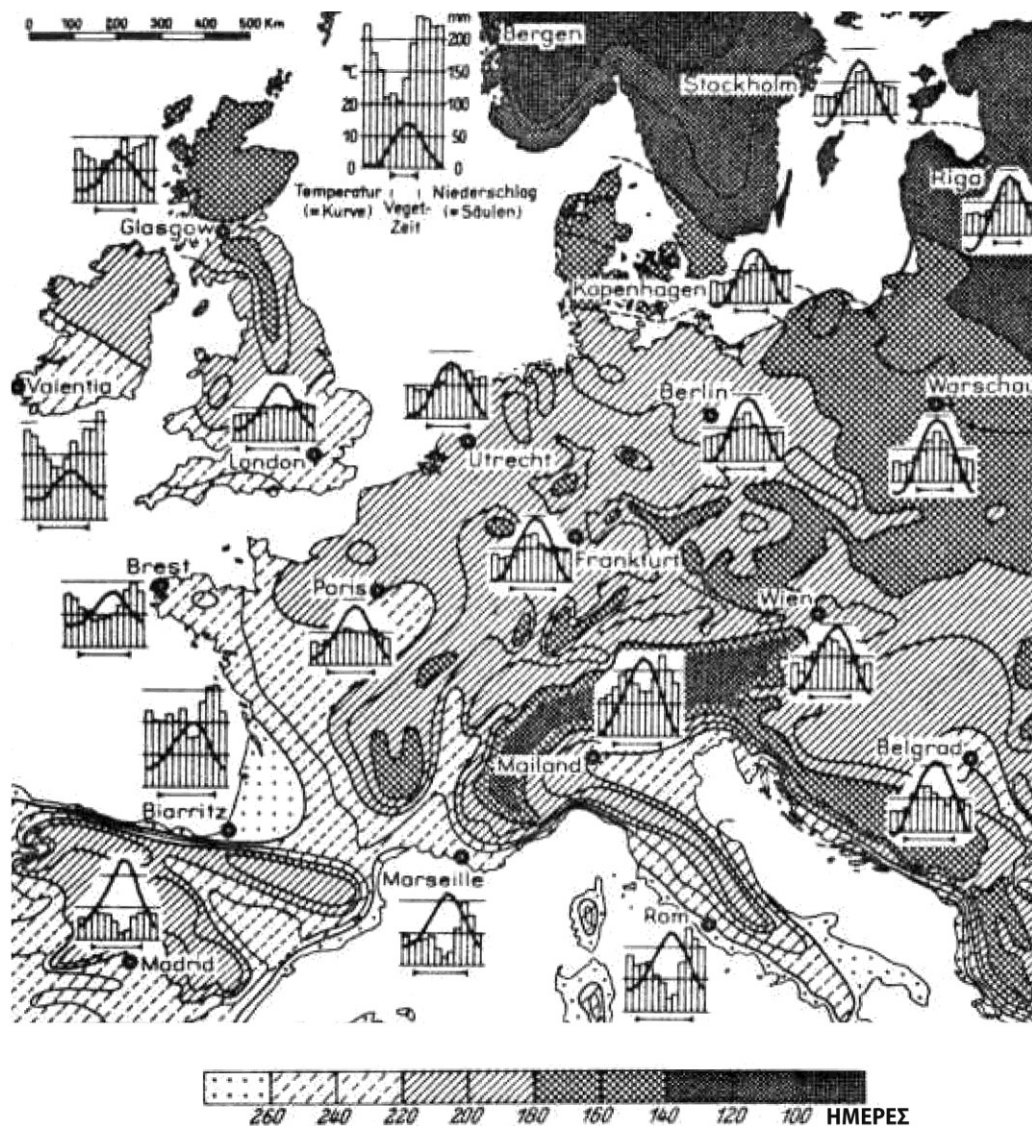 0 100 200 300 400 500 Km
mm
200
°C 150
20 100
10 50
0 0
Temperatur Niederschlag
(=Kurve) Veget.- (=Säulen)
Zeit
Bergen
Stockholm
Riga
Glasgow
Kopenhagen
Valentia
Berlin
Warschau
London
Utrecht
Frankfurt
Brest
Paris
Wien
Mailand
Belgrad
Biarritz
Marseille
Rom
Madrid
260 240 220 200 180 160 140 120 100 ΗΜΕΡΕΣ